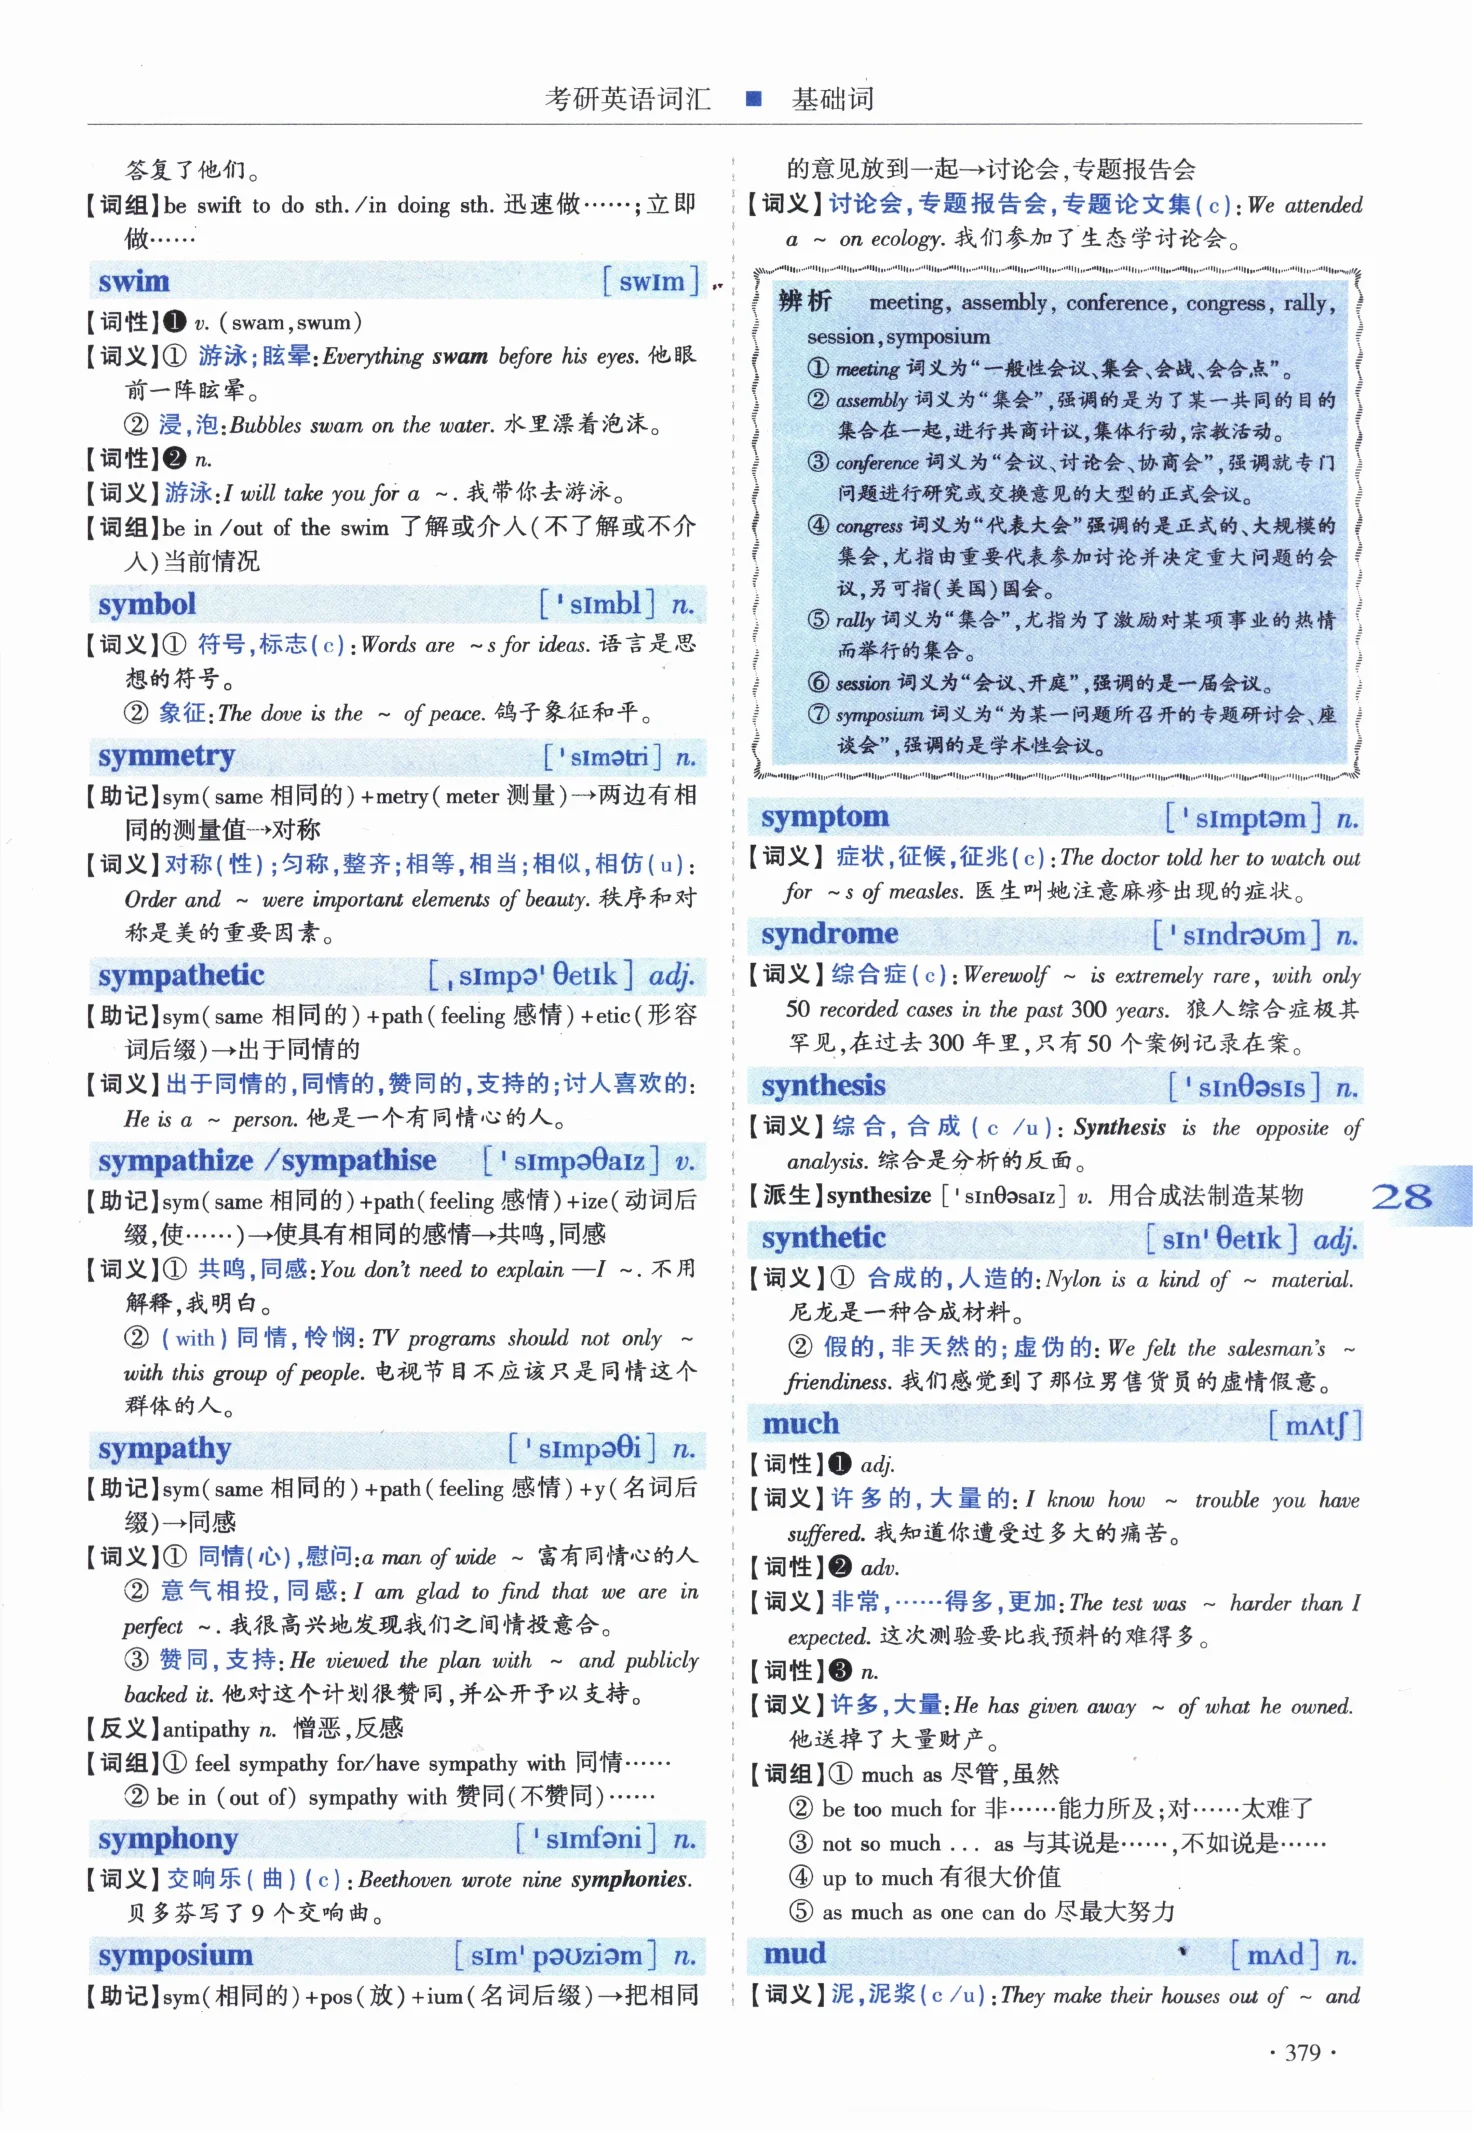 考研英语词汇 ■ 基础词
答复了他们。
【词组】be swift to do sth./in doing sth. 迅速做……;立即
做……
swim [swɪm]
【词性】❶ v. (swam,swum)
【词义】① 游泳;眩晕:Everything swam before his eyes. 他眼
前一阵眩晕。
② 浸,泡:Bubbles swam on the water. 水里漂着泡沫。
【词性】❷ n.
【词义】游泳:I will take you for a ~. 我带你去游泳。
【词组】be in /out of the swim 了解或介人(不了解或不介
人)当前情况
symbol [ˈsɪmbl] n.
【词义】① 符号,标志(c):Words are ~s for ideas. 语言是思
想的符号。
② 象征:The dove is the ~ of peace. 鸽子象征和平。
symmetry [ˈsɪmətri] n.
【助记】sym(same 相同的)+metry(meter 测量)→两边有相
同的测量值→对称
【词义】对称(性);匀称,整齐;相等,相当;相似,相仿(u):
Order and ~ were important elements of beauty. 秩序和对
称是美的重要因素。
sympathetic [ˌsɪmpəˈθetɪk] adj.
【助记】sym(same 相同的)+path(feeling 感情)+etic(形容
词后缀)→出于同情的
【词义】出于同情的,同情的,赞同的,支持的;讨人喜欢的:
He is a ~ person. 他是一个有同情心的人。
sympathize /sympathise [ˈsɪmpəθaɪz] v.
【助记】sym(same 相同的)+path(feeling 感情)+ize(动词后
缀,使……)→使具有相同的感情→共鸣,同感
【词义】① 共鸣,同感:You don't need to explain —I ~. 不用
解释,我明白。
② (with)同情,怜悯:TV programs should not only ~
with this group of people. 电视节目不应该只是同情这个
群体的人。
sympathy [ˈsɪmpəθi] n.
【助记】sym(same 相同的)+path(feeling 感情)+y(名词后
缀)→同感
【词义】① 同情(心),慰问:a man of wide ~ 富有同情心的人
② 意气相投,同感:I am glad to find that we are in
perfect ~. 我很高兴地发现我们之间情投意合。
③ 赞同,支持:He viewed the plan with ~ and publicly
backed it. 他对这个计划很赞同,并公开予以支持。
【反义】antipathy n. 憎恶,反感
【词组】① feel sympathy for/have sympathy with 同情……
② be in (out of) sympathy with 赞同(不赞同)……
symphony [ˈsɪmfəni] n.
【词义】交响乐(曲)(c):Beethoven wrote nine symphonies.
贝多芬写了 9 个交响曲。
symposium [sɪmˈpəʊziəm] n.
【助记】sym(相同的)+pos(放)+ium(名词后缀)→把相同
的意见放到一起→讨论会,专题报告会
【词义】讨论会,专题报告会,专题论文集(c):We attended
a ~ on ecology. 我们参加了生态学讨论会。
辨析 meeting, assembly, conference, congress, rally,
session,symposium
① meeting 词义为“一般性会议、集会、会战、会合点”。
② assembly 词义为“集会”,强调的是为了某一共同的目的
集合在一起,进行共商计议,集体行动,宗教活动。
③ conference 词义为“会议、讨论会、协商会”,强调就专门
问题进行研究或交换意见的大型的正式会议。
④ congress 词义为“代表大会”强调的是正式的、大规模的
集会,尤指由重要代表参加讨论并决定重大问题的会
议,另可指(美国)国会。
⑤ rally 词义为“集合”,尤指为了激励对某项事业的热情
而举行的集会。
⑥ session 词义为“会议、开庭”,强调的是一届会议。
⑦ symposium 词义为“为某一问题所召开的专题研讨会、座
谈会”,强调的是学术性会议。
symptom [ˈsɪmptəm] n.
【词义】症状,征候,征兆(c):The doctor told her to watch out
for ~s of measles. 医生叫她注意麻疹出现的症状。
syndrome [ˈsɪndrəʊm] n.
【词义】综合症(c):Werewolf ~ is extremely rare, with only
50 recorded cases in the past 300 years. 狼人综合症极其
罕见,在过去 300 年里,只有 50 个案例记录在案。
synthesis [ˈsɪnθəsɪs] n.
【词义】综合,合成(c /u):Synthesis is the opposite of
analysis. 综合是分析的反面。
【派生】synthesize [ˈsɪnθəsaɪz] v. 用合成法制造某物
28
synthetic [sɪnˈθetɪk] adj.
【词义】① 合成的,人造的:Nylon is a kind of ~ material.
尼龙是一种合成材料。
② 假的,非天然的;虚伪的:We felt the salesman's ~
friendiness. 我们感觉到了那位男售货员的虚情假意。
much [mʌtʃ]
【词性】❶ adj.
【词义】许多的,大量的:I know how ~ trouble you have
suffered. 我知道你遭受过多大的痛苦。
【词性】❷ adv.
【词义】非常,……得多,更加:The test was ~ harder than I
expected. 这次测验要比我预料的难得多。
【词性】❸ n.
【词义】许多,大量:He has given away ~ of what he owned.
他送掉了大量财产。
【词组】① much as 尽管,虽然
② be too much for 非……能力所及;对……太难了
③ not so much ... as 与其说是……,不如说是……
④ up to much 有很大价值
⑤ as much as one can do 尽最大努力
mud [mʌd] n.
【词义】泥,泥浆(c /u):They make their houses out of ~ and
· 379 ·